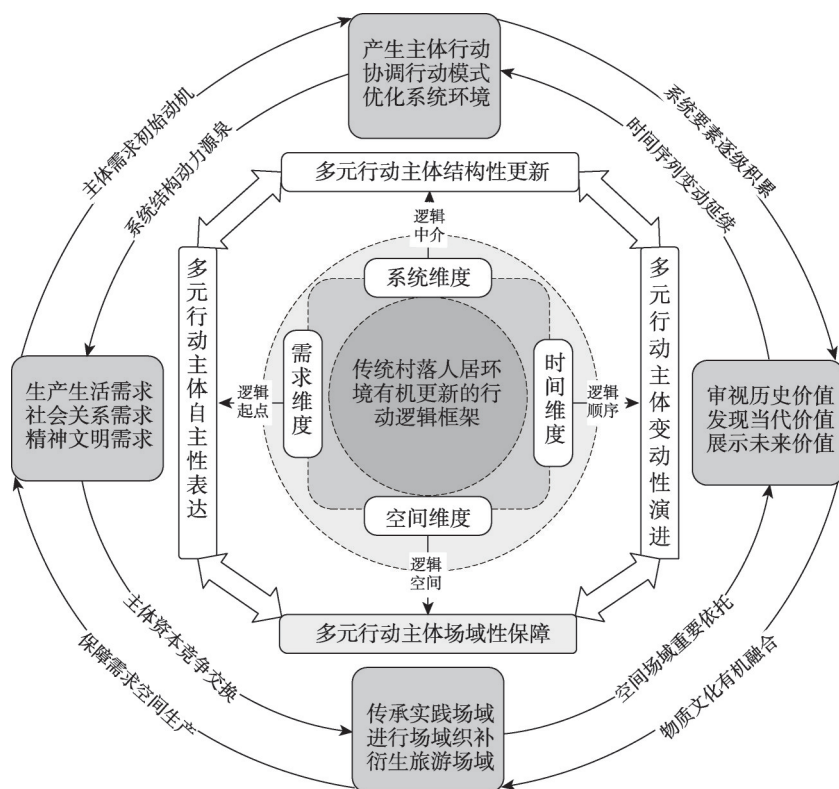 产生主体行动
协调行动模式
优化系统环境
主体需求初始动机
系统结构动力源泉
系统要素逐级积累
时间序列变动延续
多元行动主体结构性更新
逻辑
中介
系统维度
多元行动主体自主性表达
需求维度
传统村落人居环
境有机更新的行
动逻辑框架
时间维度
多元行动主体变动性演进
逻辑
起点
逻辑
顺序
生产生活需求
社会关系需求
精神文明需求
审视历史价值
发现当代价值
展示未来价值
空间维度
逻辑
空间
多元行动主体场域性保障
主体资本竞争交换
保障需求空间生产
空间场域重要依托
物质文化有机融合
传承实践场域
进行场域织补
衍生旅游场域